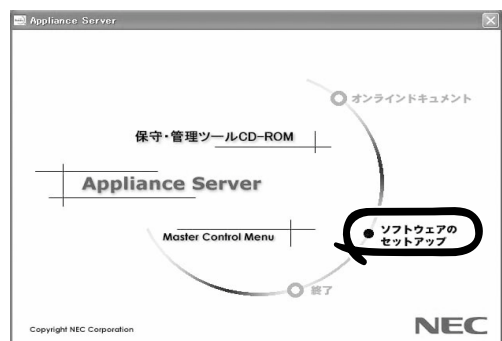 Appliance Server
オンラインドキュメント
保守・管理ツールCD-ROM
Appliance Server
ソフトウェアの
セットアップ
Master Control Menu
終了
Copyright NEC Corporation
NEC